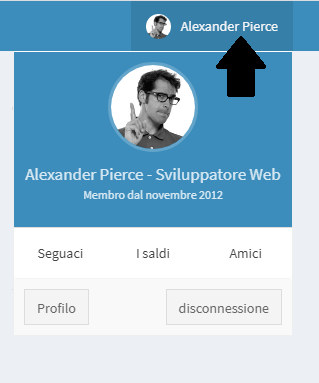 Alexander Pierce
Alexander Pierce - Sviluppatore Web
Membro dal novembre 2012
Seguaci I saldi Amici
Profilo disconnessione